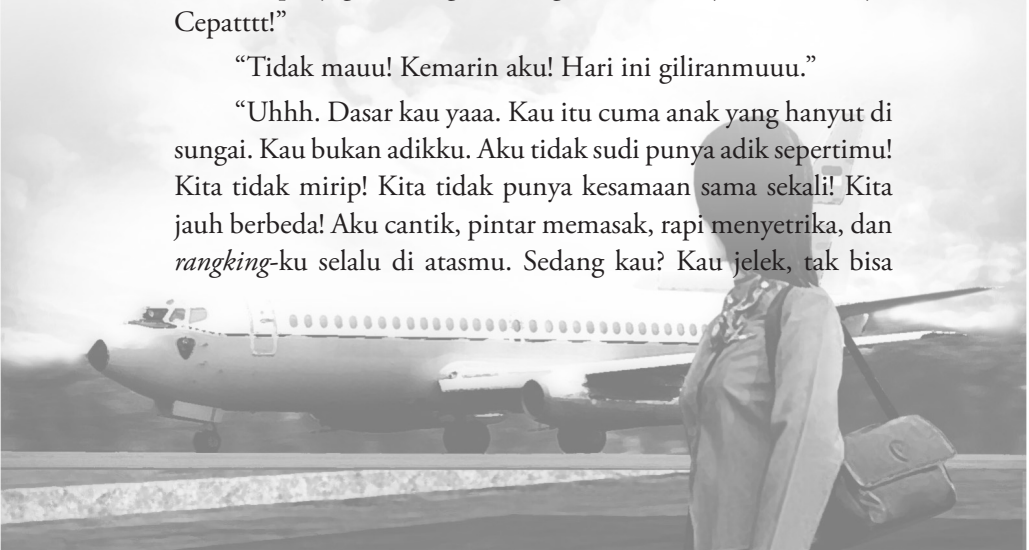 Cepatttt!”
“Tidak mauu! Kemarin aku! Hari ini giliranmuuu.”
“Uhhh. Dasar kau yaaa. Kau itu cuma anak yang hanyut di
sungai. Kau bukan adikku. Aku tidak sudi punya adik sepertimu!
Kita tidak mirip! Kita tidak punya kesamaan sama sekali! Kita
jauh berbeda! Aku cantik, pintar memasak, rapi menyetrika, dan
rangking-ku selalu di atasmu. Sedang kau? Kau jelek, tak bisa